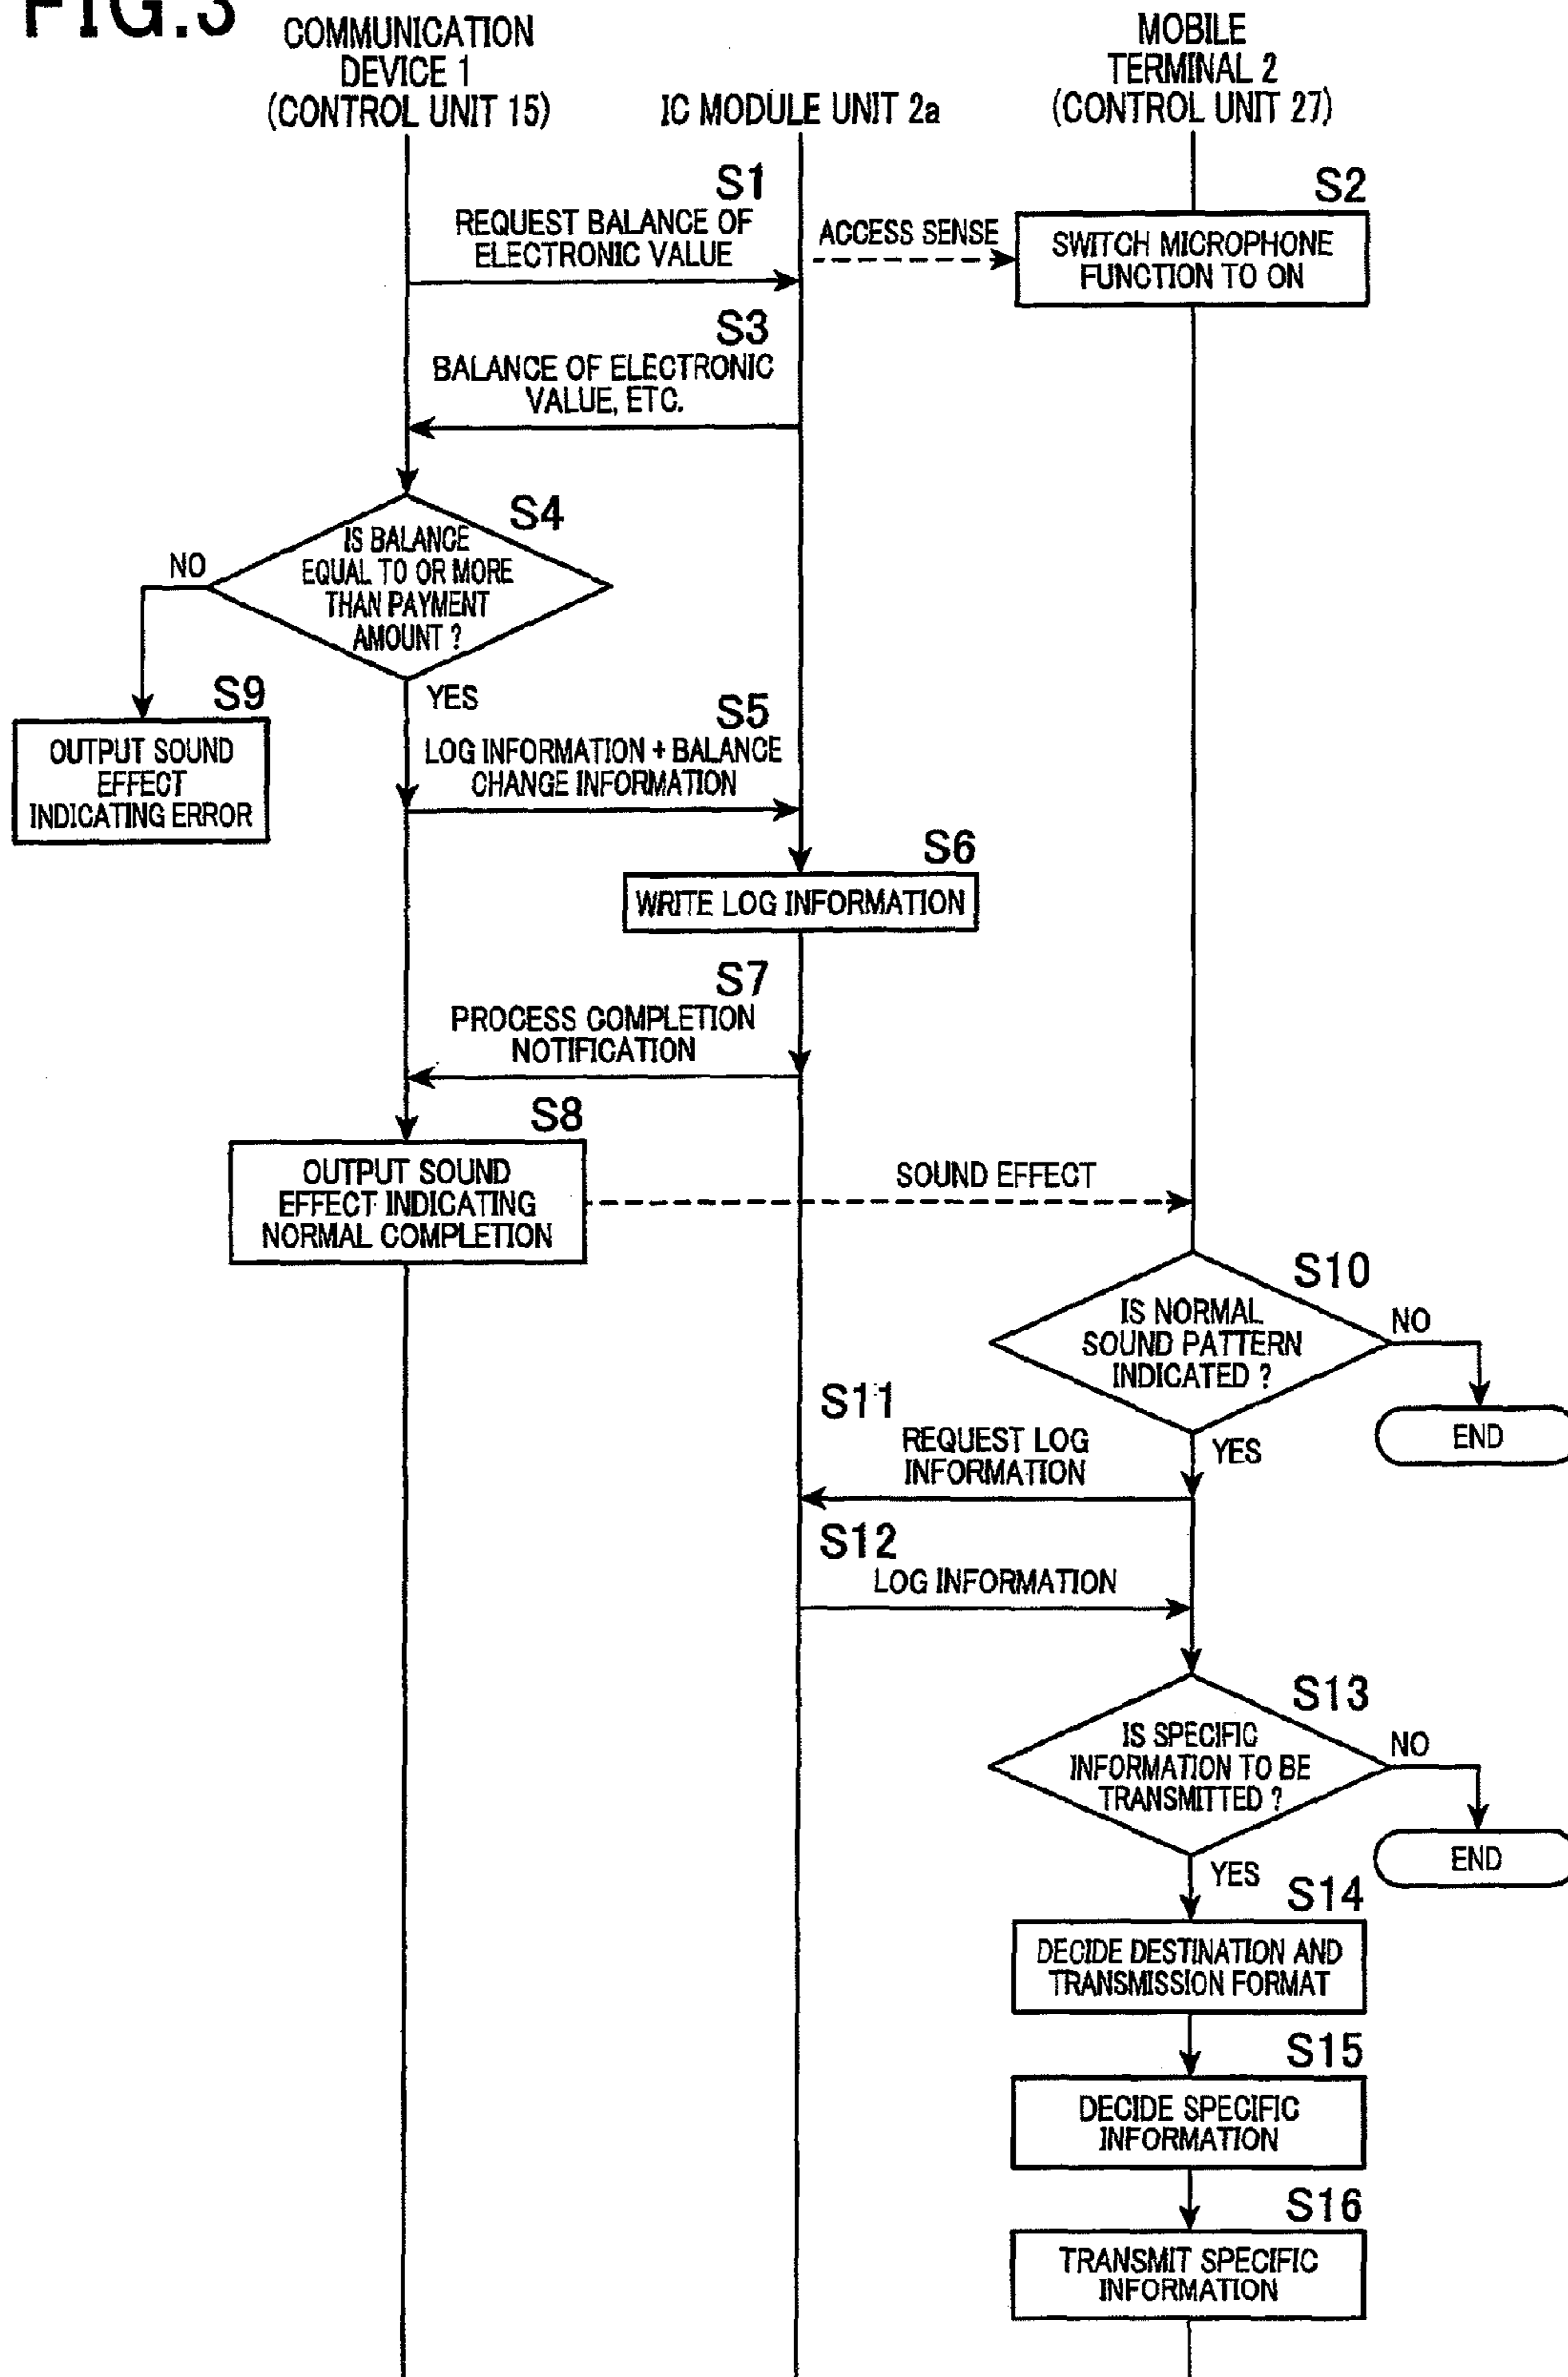 FIG.3
COMMUNICATION
DEVICE 1
(CONTROL UNIT 15)
IC MODULE UNIT 2a
MOBILE
TERMINAL 2
(CONTROL UNIT 27)
S1
REQUEST BALANCE OF
ELECTRONIC VALUE
ACCESS SENSE
S2
SWITCH MICROPHONE
FUNCTION TO ON
S3
BALANCE OF ELECTRONIC
VALUE, ETC.
S4
IS BALANCE
EQUAL TO OR MORE
THAN PAYMENT
AMOUNT ?
NO
YES
S9
OUTPUT SOUND
EFFECT
INDICATING ERROR
S5
LOG INFORMATION + BALANCE
CHANGE INFORMATION
S6
WRITE LOG INFORMATION
S7
PROCESS COMPLETION
NOTIFICATION
S8
OUTPUT SOUND
EFFECT INDICATING
NORMAL COMPLETION
SOUND EFFECT
S10
IS NORMAL
SOUND PATTERN
INDICATED ?
NO
END
YES
S11
REQUEST LOG
INFORMATION
S12
LOG INFORMATION
S13
IS SPECIFIC
INFORMATION TO BE
TRANSMITTED ?
NO
END
YES
S14
DECIDE DESTINATION AND
TRANSMISSION FORMAT
S15
DECIDE SPECIFIC
INFORMATION
S16
TRANSMIT SPECIFIC
INFORMATION